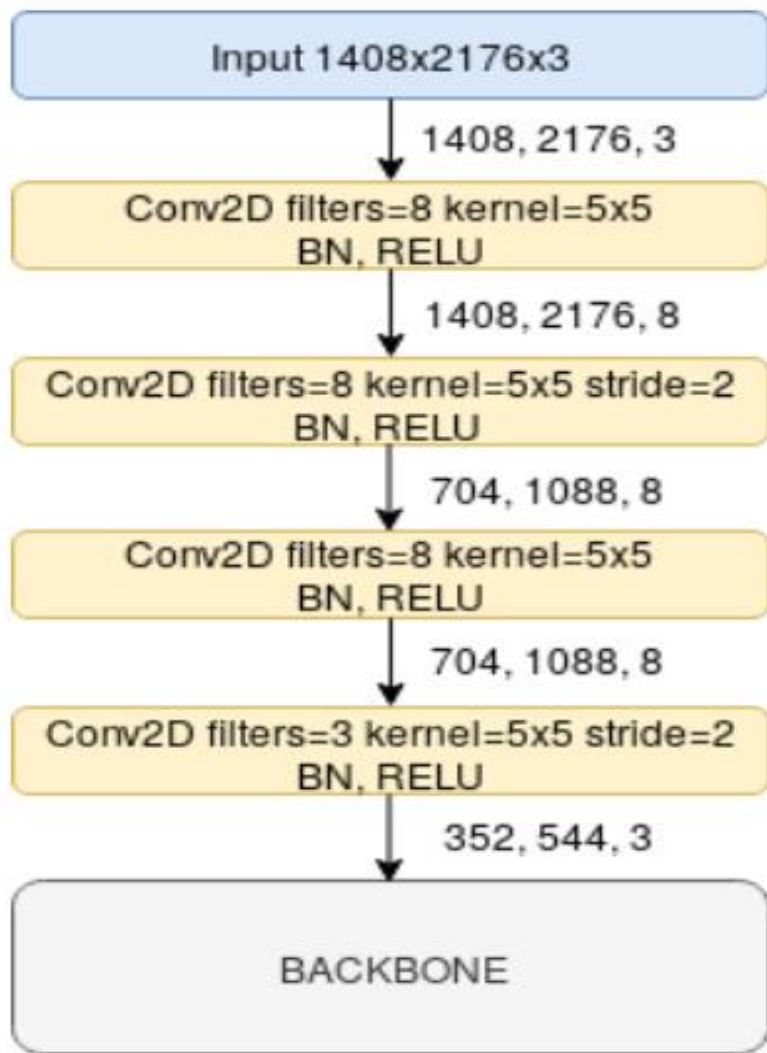 Input 1408x2176x3
1408, 2176, 3
Conv2D filters=8 kernel=5x5
BN, RELU
1408, 2176, 8
Conv2D filters=8 kernel=5x5 stride=2
BN, RELU
704, 1088, 8
Conv2D filters=8 kernel=5x5
BN, RELU
704, 1088, 8
Conv2D filters=3 kernel=5x5 stride=2
BN, RELU
352, 544, 3
BACKBONE